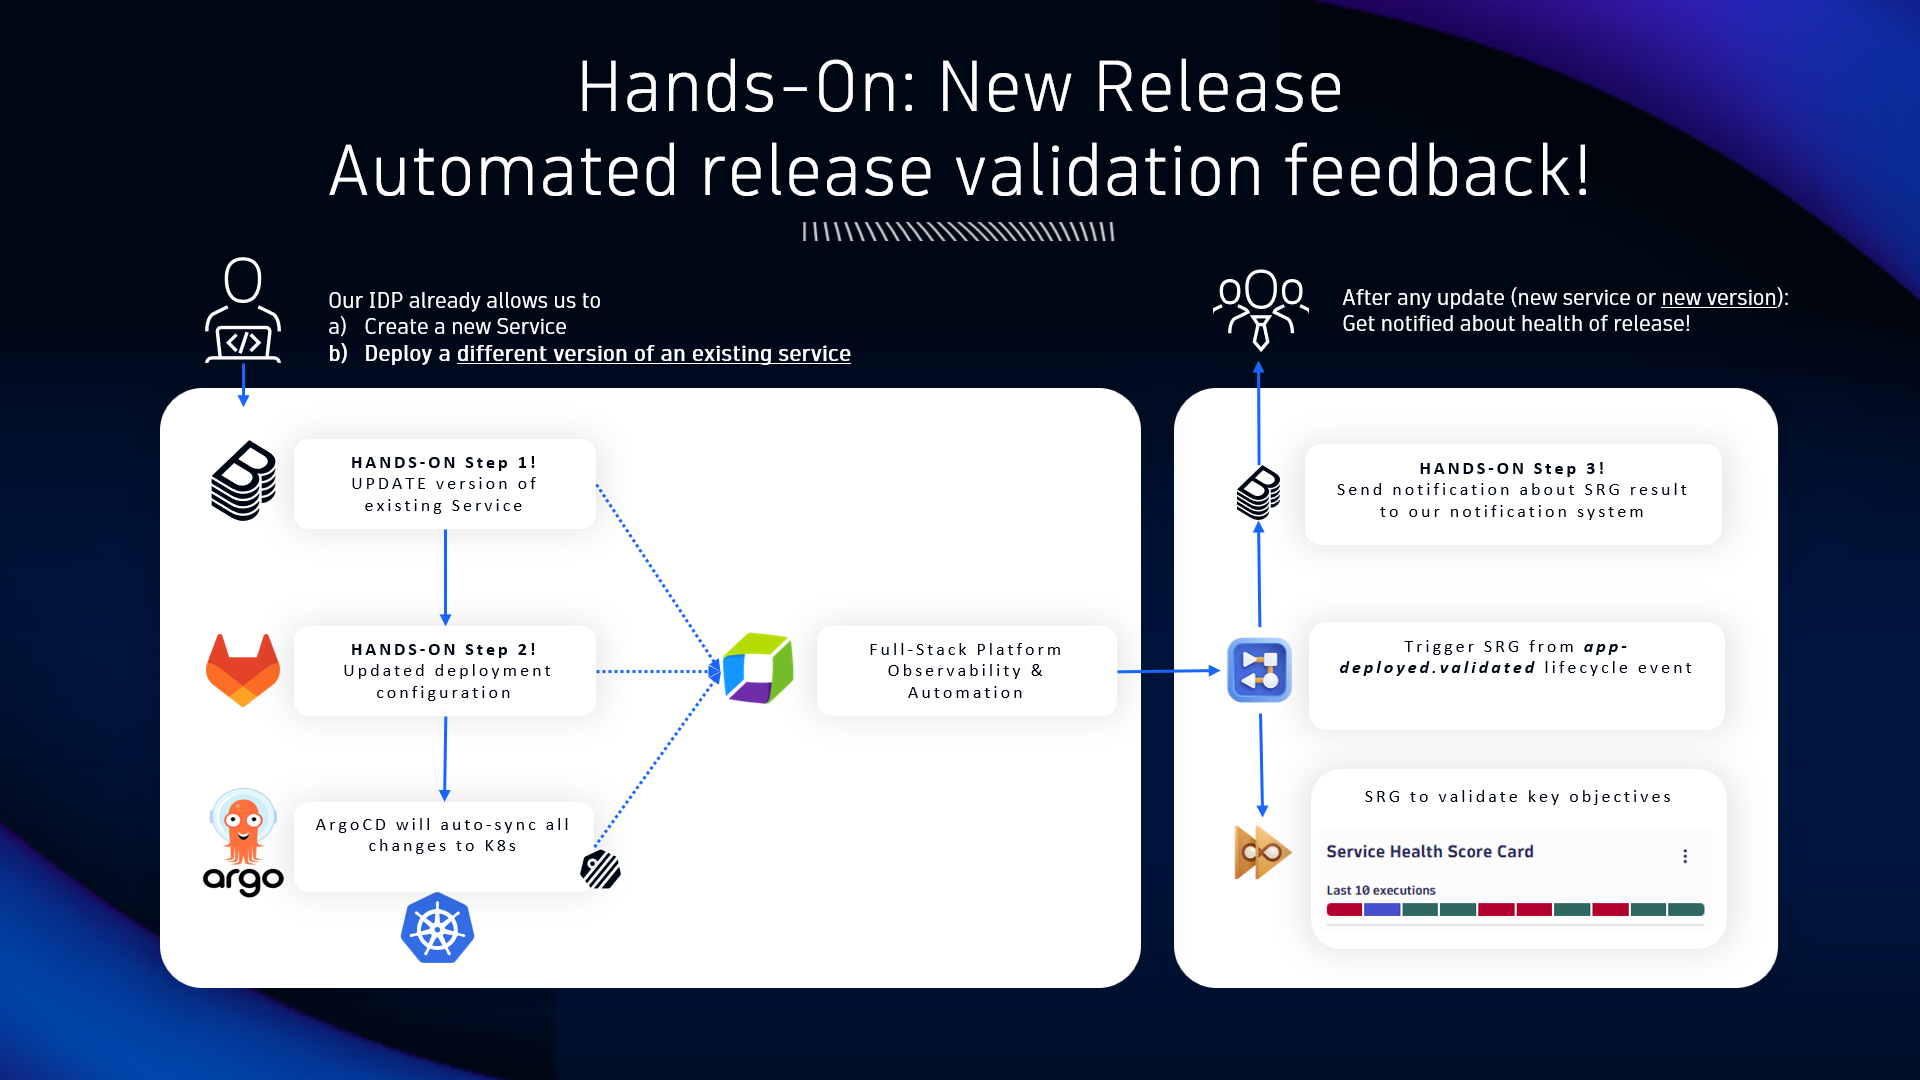 Hands-On: New Release
Automated release validation feedback!
Our IDP already allows us to
a) Create a new Service
b) Deploy a different version of an existing service
After any update (new service or new version):
Get notified about health of release!
</>
HANDS-ON Step 1!
UPDATE version of
existing Service
HANDS-ON Step 2!
Updated deployment
configuration
ArgoCD will auto-sync all
changes to K8s
argo
Full-Stack Platform
Observability &
Automation
HANDS-ON Step 3!
Send notification about SRG result
to our notification system
Trigger SRG from app-
deployed.validated lifecycle event
SRG to validate key objectives
Service Health Score Card
Last 10 executions